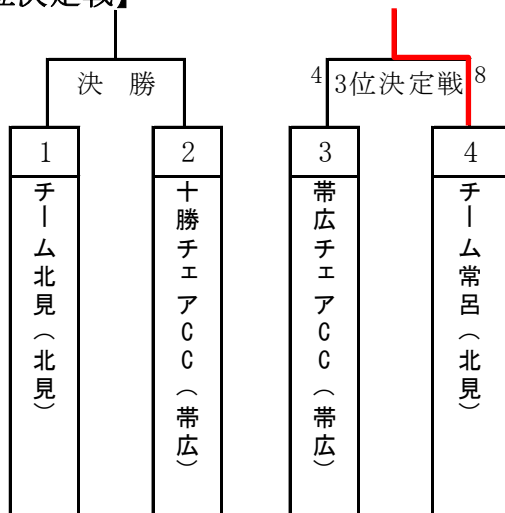 位決定戦】
決 勝
4 3位決定戦 8
1
2
3
4
チーム北見(北見)
十勝チェアCC(帯広)
帯広チェアCC(帯広)
チーム常呂(北見)